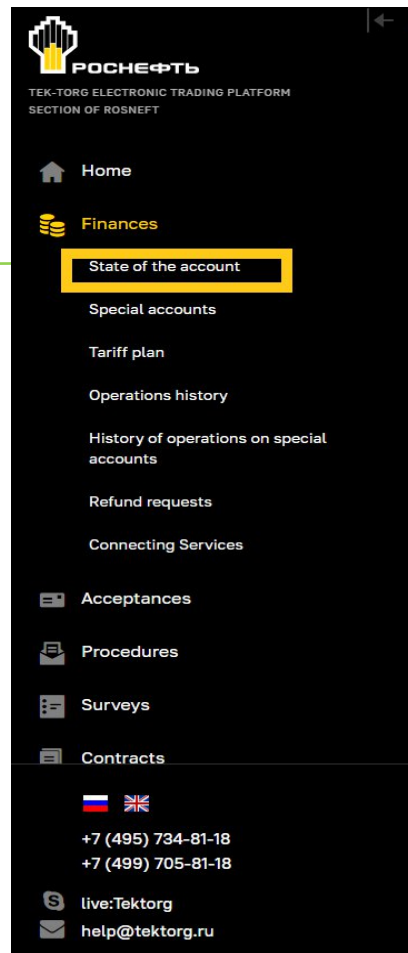 РОСНЕФТЬ
TEK-TORG ELECTRONIC TRADING PLATFORM
SECTION OF ROSNEFT
Home
Finances
State of the account
Special accounts
Tariff plan
Operations history
History of operations on special
accounts
Refund requests
Connecting Services
Acceptances
Procedures
Surveys
Contracts
+7 (495) 734-81-18
+7 (499) 705-81-18
live:Tektorg
help@tektorg.ru